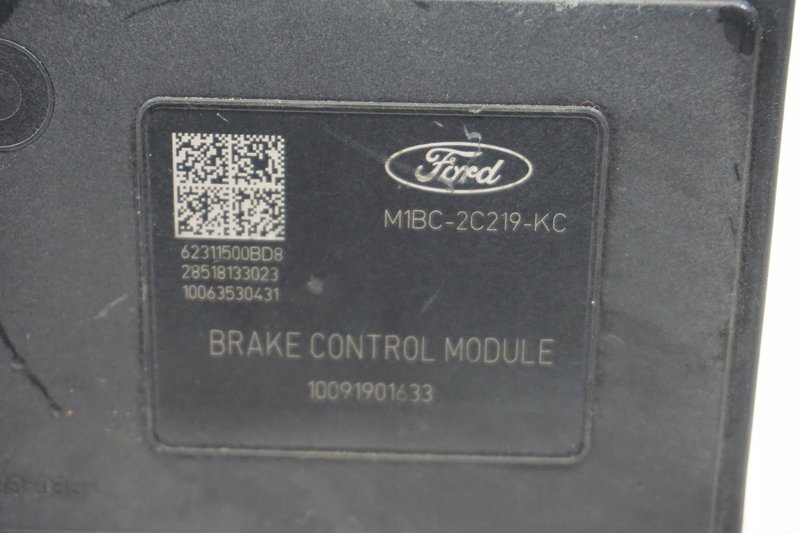 Ford
M1BC-2C219-KC
62311500BD8
28518133023
10063530431
BRAKE CONTROL MODULE
10091901633